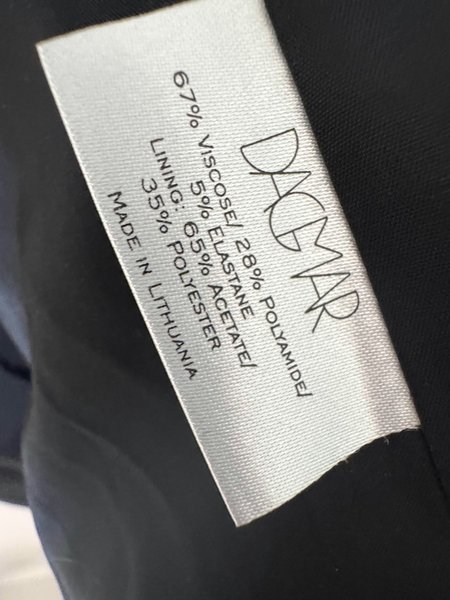 DAGMAR
67% VISCOSE/ 28% POLYAMIDE/
5% ELASTANE
LINING: 65% ACETATE/
35% POLYESTER
MADE IN LITHUANIA